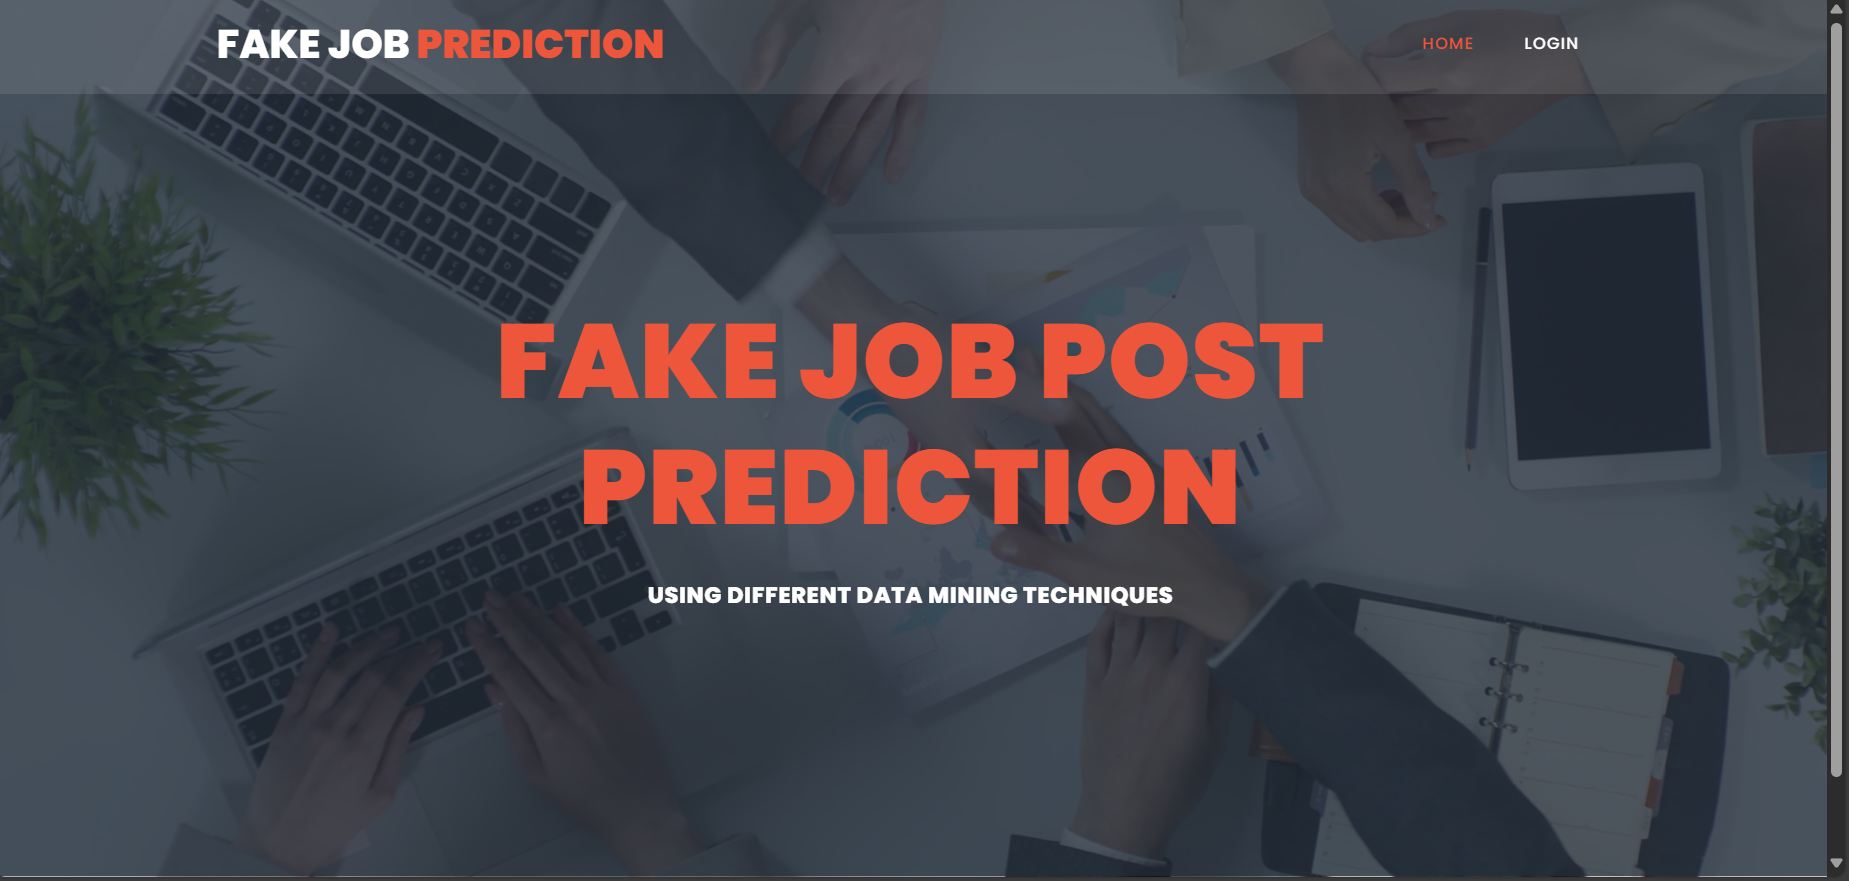 FAKE JOB PREDICTION
HOME
LOGIN
FAKE JOB POST
PREDICTION
USING DIFFERENT DATA MINING TECHNIQUES